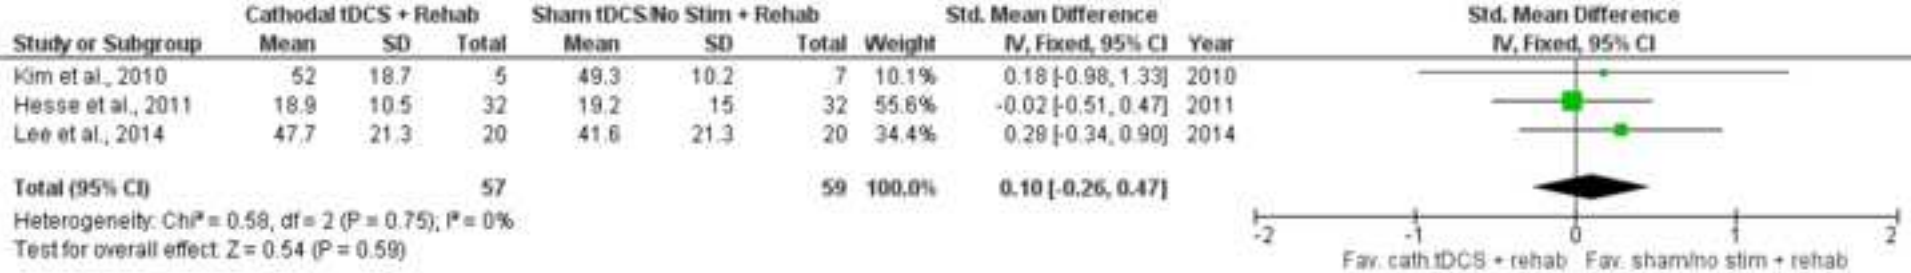 Cathodal tDCS + Rehab Sham tDCS/No Stim + Rehab Std. Mean Difference Std. Mean Difference
Study or Subgroup Mean SD Total Mean SD Total Weight IV, Fixed, 95% CI Year IV, Fixed, 95% CI
Kim et al., 2010 52 18.7 5 49.3 10.2 7 10.1% 0.18 [-0.98, 1.33] 2010
Hesse et al., 2011 18.9 10.5 32 19.2 15 32 55.6% -0.02 [-0.51, 0.47] 2011
Lee et al., 2014 47.7 21.3 20 41.6 21.3 20 34.4% 0.28 [-0.34, 0.90] 2014
Total (95% CI) 57 59 100.0% 0.10 [-0.26, 0.47]
Heterogeneity: Chi² = 0.58, df = 2 (P = 0.75); I² = 0%
Test for overall effect: Z = 0.54 (P = 0.59)
-2 -1 0 1 2
Fav. cath.tDCS + rehab Fav. sham/no stim + rehab